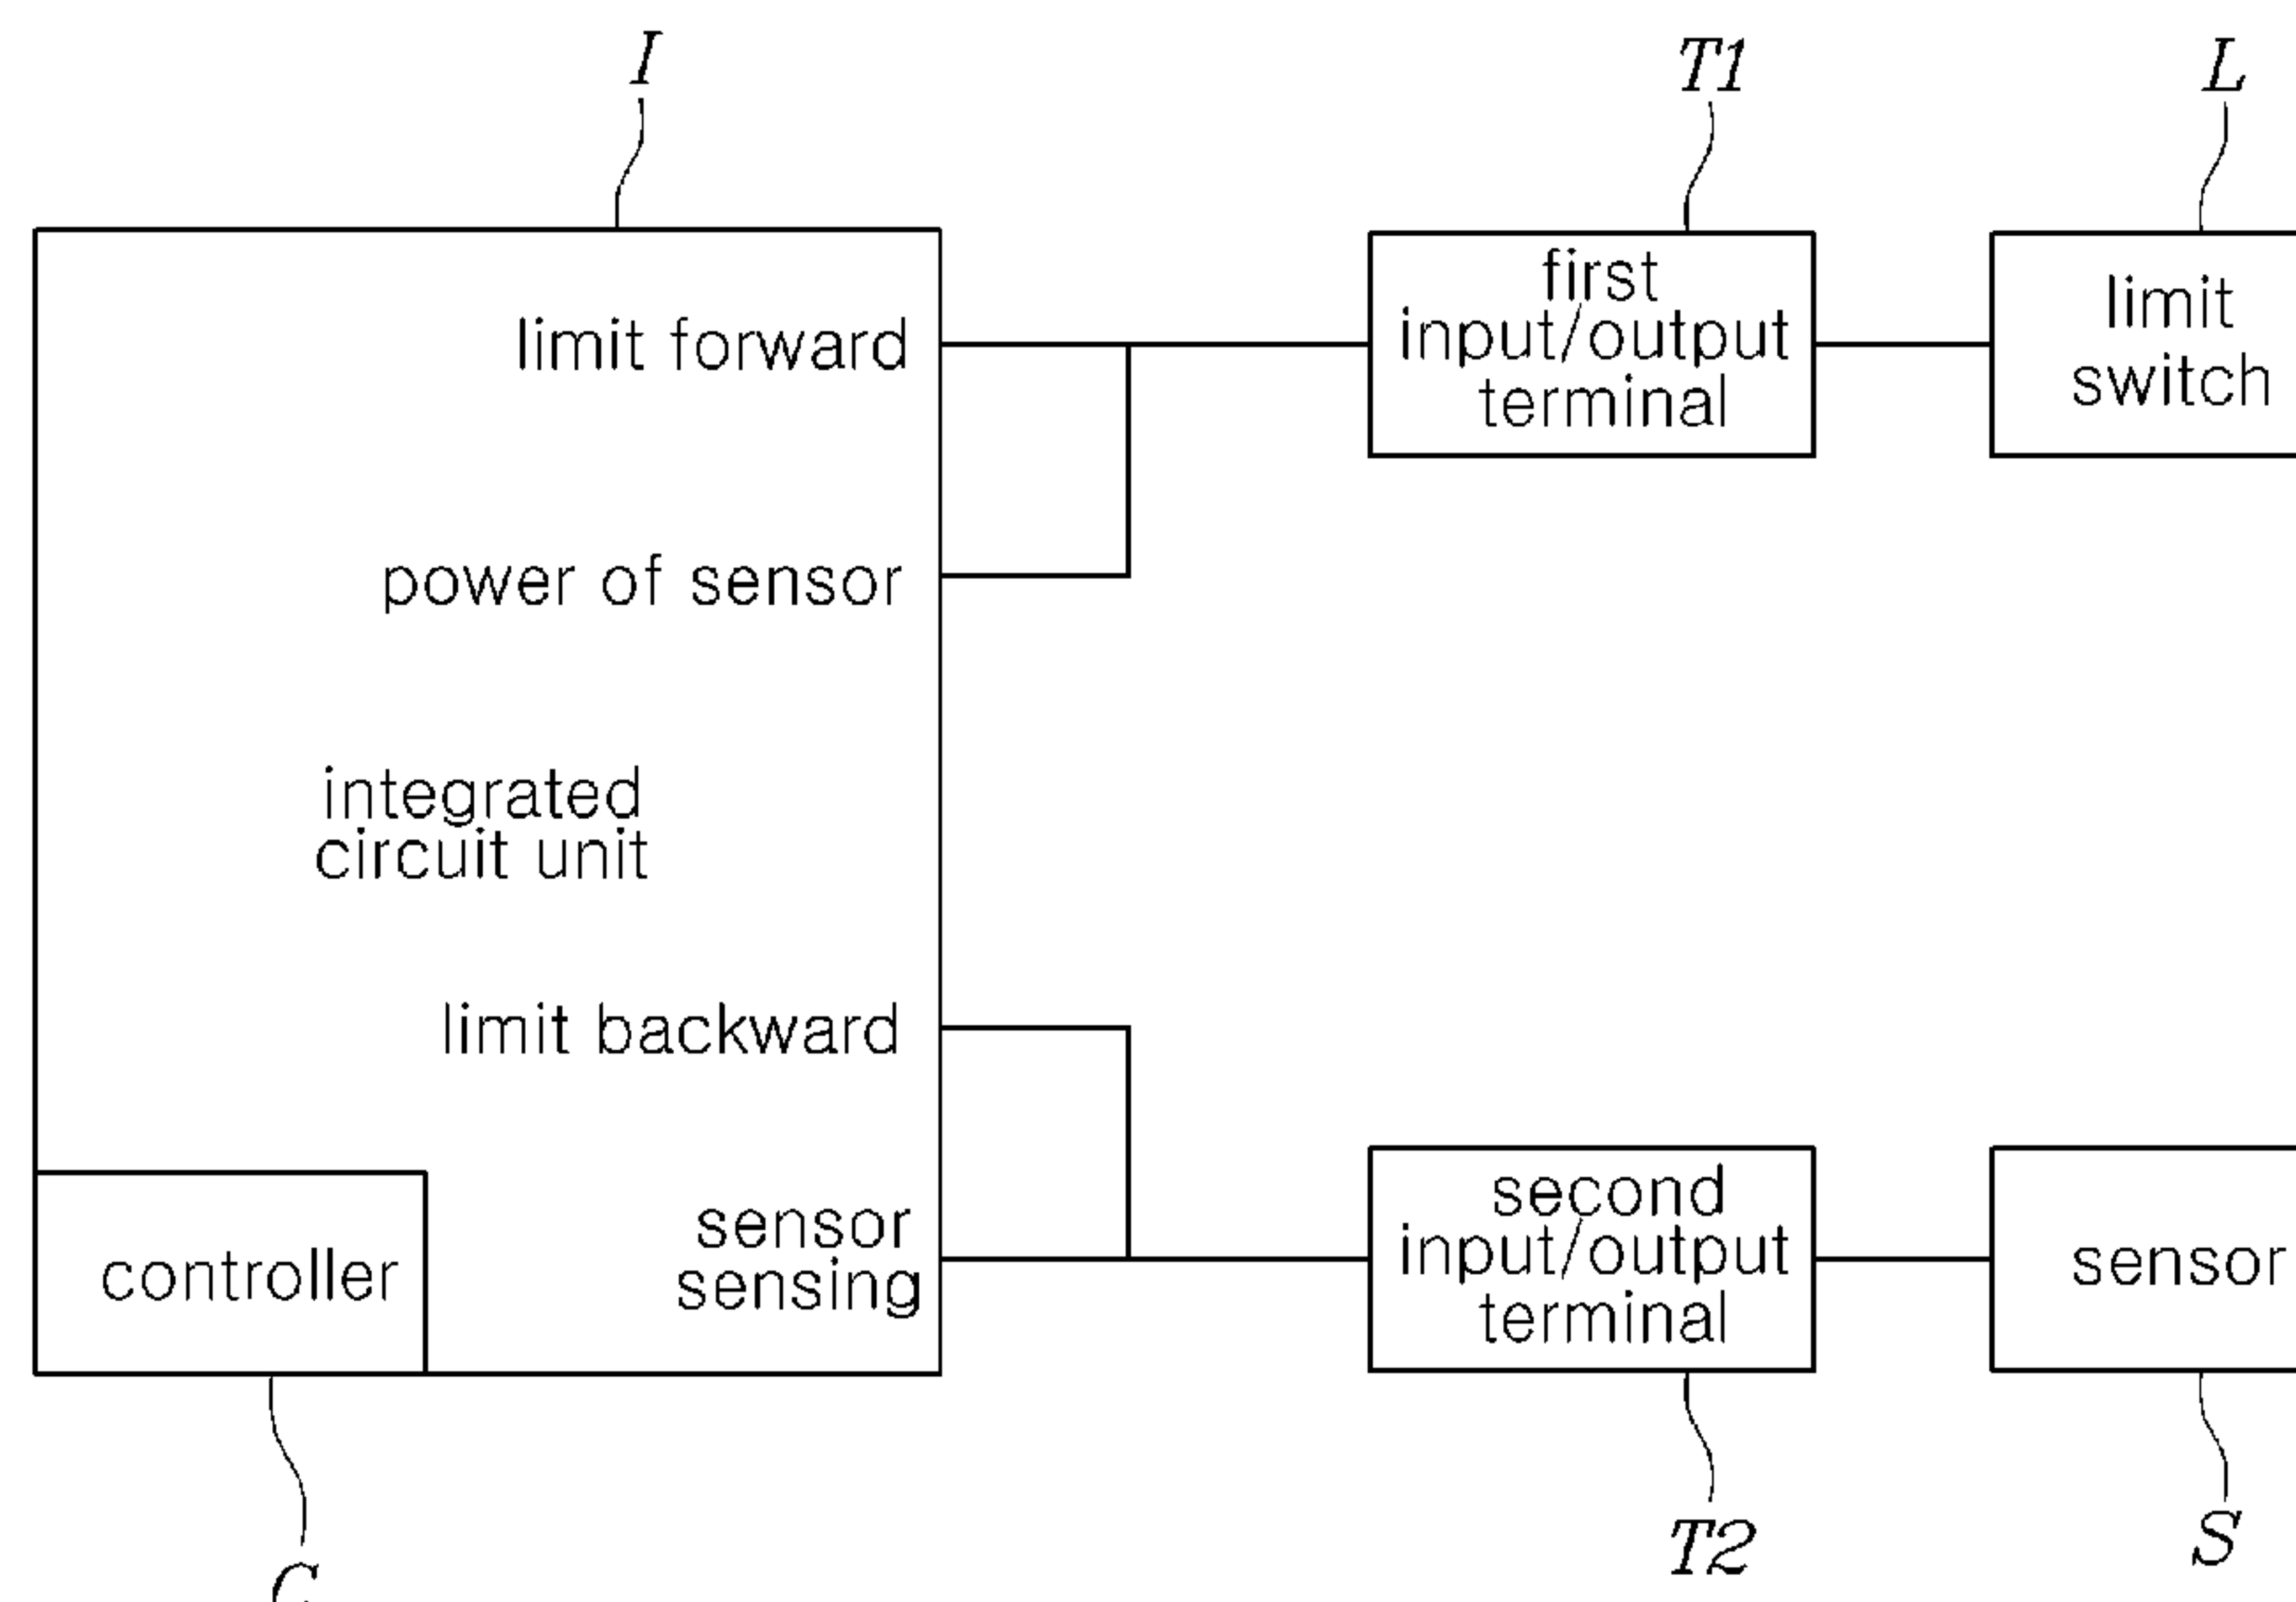 I
T1
L
limit forward
first
input/output
terminal
limit
switch
power of sensor
integrated
circuit unit
limit backward
sensor
sensing
controller
second
input/output
terminal
sensor
C
T2
S